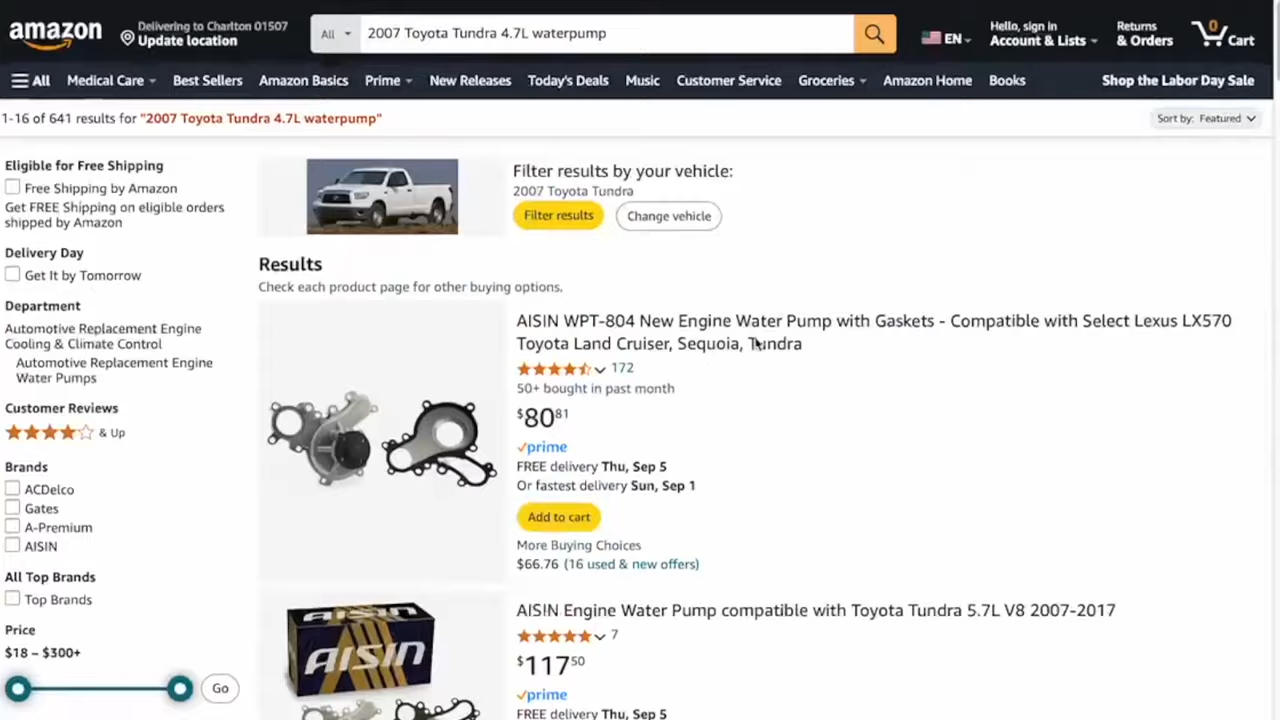 amazon
Delivering to Charlton 01507
Update location
All
2007 Toyota Tundra 4.7L waterpump
EN
Hello, sign in
Account & Lists
Returns
& Orders
0
Cart
All
Medical Care
Best Sellers
Amazon Basics
Prime
New Releases
Today's Deals
Music
Customer Service
Groceries
Amazon Home
Books
Shop the Labor Day Sale
1-16 of 641 results for "2007 Toyota Tundra 4.7L waterpump"
Sort by: Featured
Eligible for Free Shipping
Free Shipping by Amazon
Get FREE Shipping on eligible orders
shipped by Amazon
Delivery Day
Get It by Tomorrow
Department
Automotive Replacement Engine
Cooling & Climate Control
Automotive Replacement Engine
Water Pumps
Customer Reviews
& Up
Brands
ACDelco
Gates
A-Premium
AISIN
All Top Brands
Top Brands
Price
$18 – $300+
Go
Filter results by your vehicle:
2007 Toyota Tundra
Filter results
Change vehicle
Results
Check each product page for other buying options.
AISIN WPT-804 New Engine Water Pump with Gaskets - Compatible with Select Lexus LX570
Toyota Land Cruiser, Sequoia, Tundra
172
50+ bought in past month
$80 81
prime
FREE delivery Thu, Sep 5
Or fastest delivery Sun, Sep 1
Add to cart
More Buying Choices
$66.76 (16 used & new offers)
AISIN
AISIN Engine Water Pump compatible with Toyota Tundra 5.7L V8 2007-2017
7
$117 50
prime
FREE delivery Thu, Sep 5